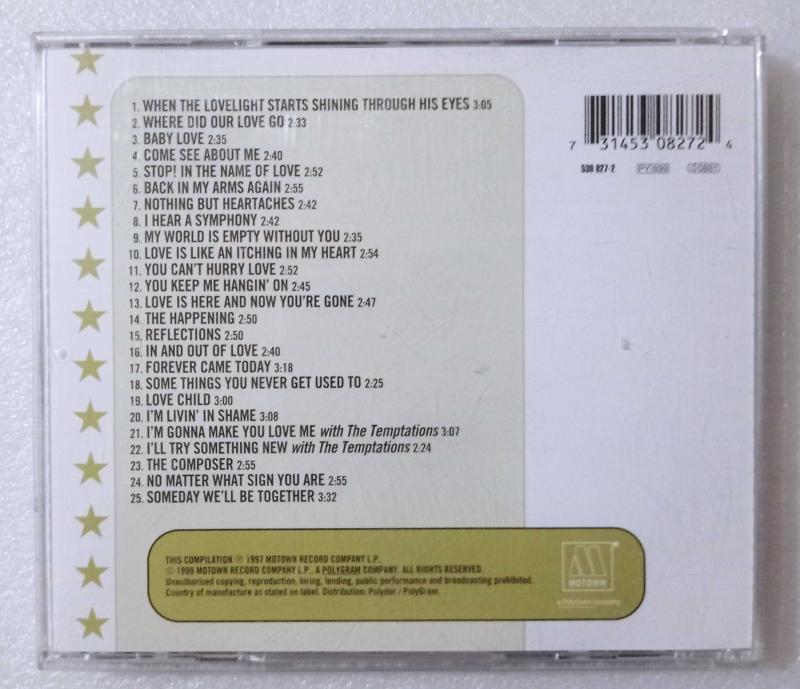 1. WHEN THE LOVELIGHT STARTS SHINING THROUGH HIS EYES 3:05
2. WHERE DID OUR LOVE GO 2:33
3. BABY LOVE 2:35
4. COME SEE ABOUT ME 2:40
5. STOP! IN THE NAME OF LOVE 2:52
6. BACK IN MY ARMS AGAIN 2:55
7. NOTHING BUT HEARTACHES 2:42
8. I HEAR A SYMPHONY 2:42
9. MY WORLD IS EMPTY WITHOUT YOU 2:35
10. LOVE IS LIKE AN ITCHING IN MY HEART 2:54
11. YOU CAN'T HURRY LOVE 2:52
12. YOU KEEP ME HANGIN' ON 2:45
13. LOVE IS HERE AND NOW YOU'RE GONE 2:47
14. THE HAPPENING 2:50
15. REFLECTIONS 2:50
16. IN AND OUT OF LOVE 2:40
17. FOREVER CAME TODAY 3:18
18. SOME THINGS YOU NEVER GET USED TO 2:25
19. LOVE CHILD 3:00
20. I'M LIVIN' IN SHAME 3:08
21. I'M GONNA MAKE YOU LOVE ME with The Temptations 3:07
22. I'LL TRY SOMETHING NEW with The Temptations 2:24
23. THE COMPOSER 2:55
24. NO MATTER WHAT SIGN YOU ARE 2:55
25. SOMEDAY WE'LL BE TOGETHER 3:32
7 31453 08272 4
530 827-2 PY 899
THIS COMPILATION ℗ 1997 MOTOWN RECORD COMPANY L.P.,
© 1998 MOTOWN RECORD COMPANY L.P., A POLYGRAM COMPANY. ALL RIGHTS RESERVED.
Unauthorised copying, reproduction, hiring, lending, public performance and broadcasting prohibited.
Country of manufacture as stated on label. Distribution: Polydor / PolyGram.
M
MOTOWN
a PolyGram company